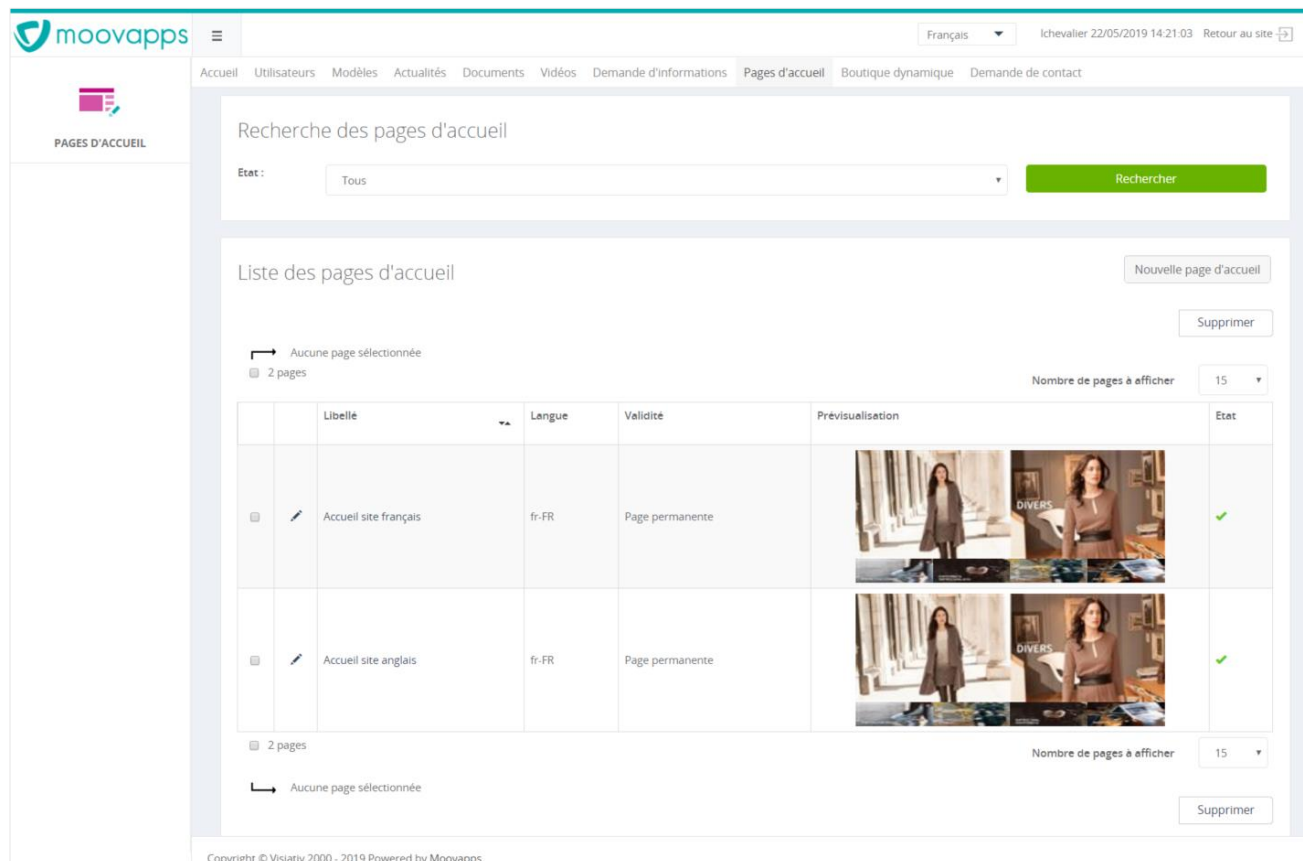 moovapps
Français
lchevalier 22/05/2019 14:21:03 Retour au site
Accueil Utilisateurs Modèles Actualités Documents Vidéos Demande d'informations Pages d'accueil Boutique dynamique Demande de contact
PAGES D'ACCUEIL
Recherche des pages d'accueil
Etat :
Tous
Rechercher
Liste des pages d'accueil
Nouvelle page d'accueil
Supprimer
Aucune page sélectionnée
2 pages
Nombre de pages à afficher 15
Libellé Langue Validité Prévisualisation Etat
DIVERS
Accueil site français fr-FR Page permanente
DIVERS
Accueil site anglais fr-FR Page permanente
2 pages
Nombre de pages à afficher 15
Aucune page sélectionnée
Supprimer
Copyright © Visiativ 2000 - 2019 Powered by Moovapps